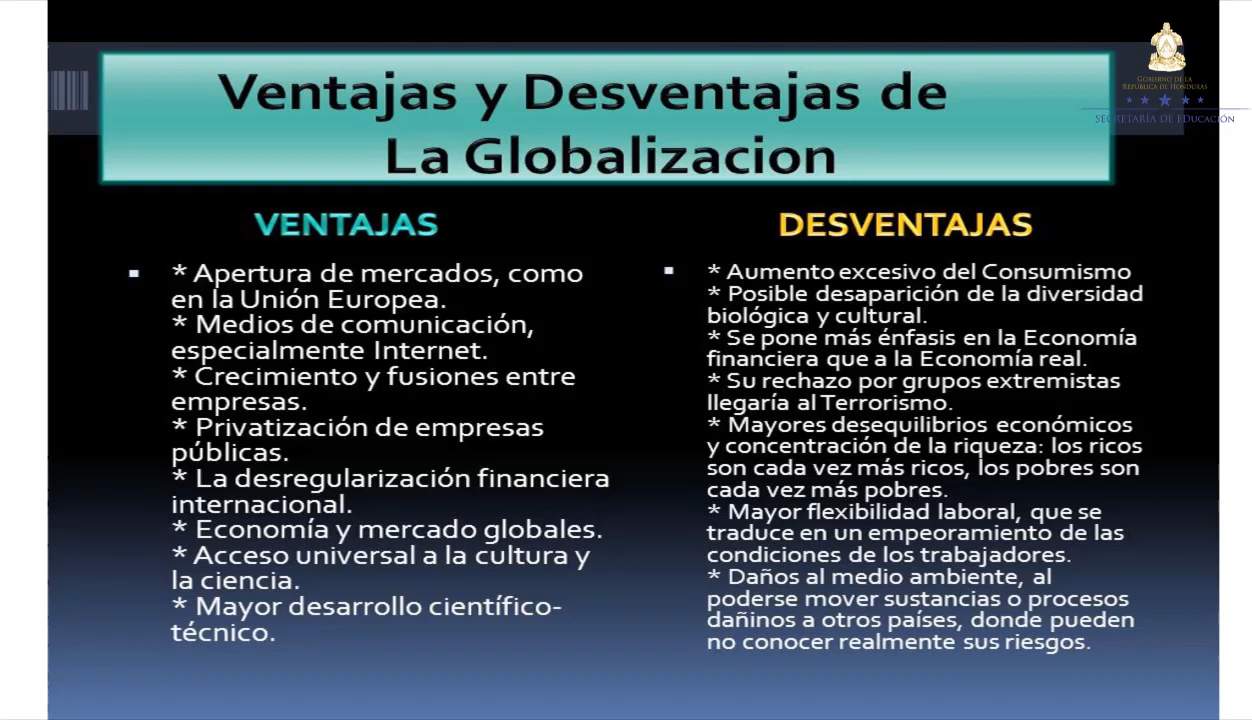 Ventajas y Desventajas de
La Globalizacion
GOBIERNO DE LA
REPÚBLICA DE HONDURAS
SECRETARÍA DE EDUCACIÓN
VENTAJAS
* Apertura de mercados, como
en la Unión Europea.
* Medios de comunicación,
especialmente Internet.
* Crecimiento y fusiones entre
empresas.
* Privatización de empresas
públicas.
* La desregularización financiera
internacional.
* Economía y mercado globales.
* Acceso universal a la cultura y
la ciencia.
* Mayor desarrollo científico-
técnico.
DESVENTAJAS
* Aumento excesivo del Consumismo
* Posible desaparición de la diversidad
biológica y cultural.
* Se pone más énfasis en la Economía
financiera que a la Economía real.
* Su rechazo por grupos extremistas
llegaría al Terrorismo.
* Mayores desequilibrios económicos
y concentración de la riqueza: los ricos
son cada vez más ricos, los pobres son
cada vez más pobres.
* Mayor flexibilidad laboral, que se
traduce en un empeoramiento de las
condiciones de los trabajadores.
* Daños al medio ambiente, al
poderse mover sustancias o procesos
dañinos a otros países, donde pueden
no conocer realmente sus riesgos.